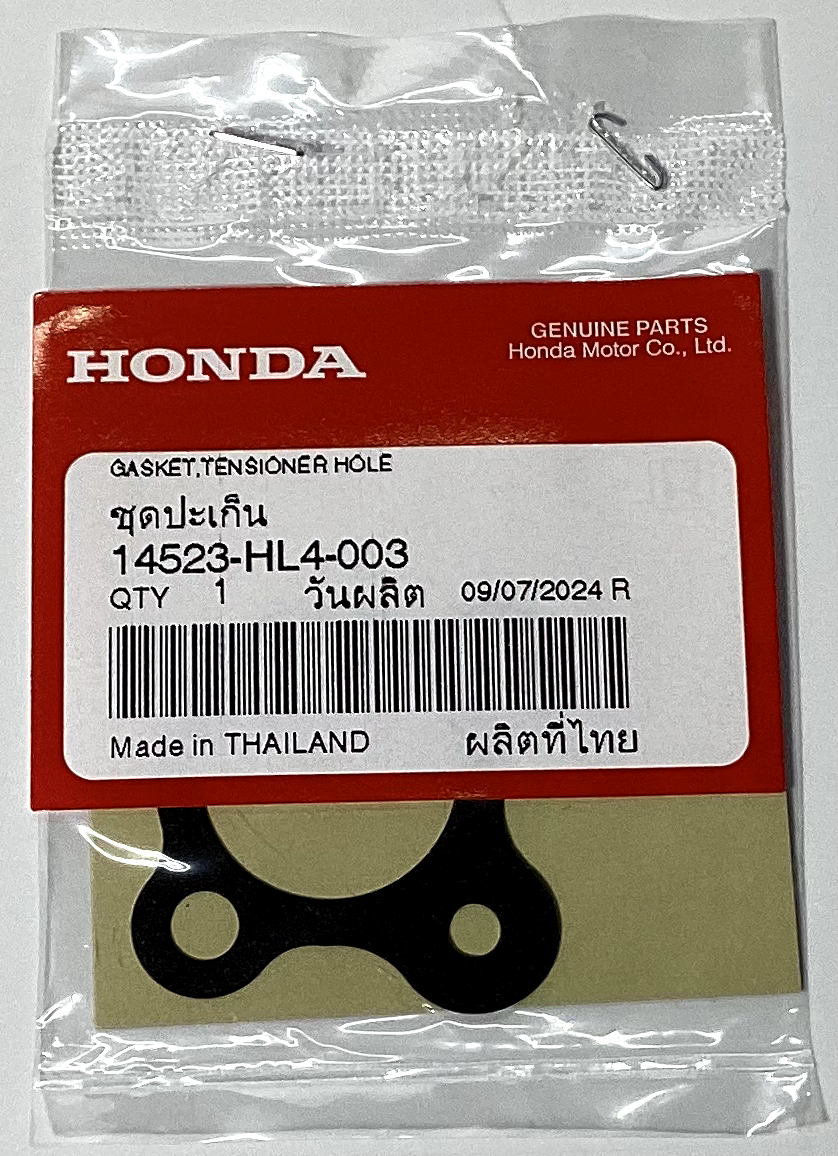 HONDA
GENUINE PARTS
Honda Motor Co., Ltd.
GASKET,TENSIONER HOLE
ชุดปะเก็น
14523-HL4-003
QTY 1 วันผลิต 09/07/2024 R
Made in THAILAND ผลิตที่ไทย